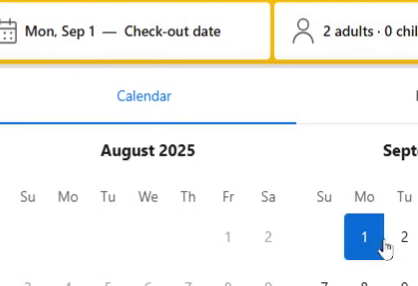 Mon, Sep 1 — Check-out date
2 adults · 0 chil
Calendar
August 2025
Sept
Su Mo Tu We Th Fr Sa
Su Mo Tu
1 2
1 2